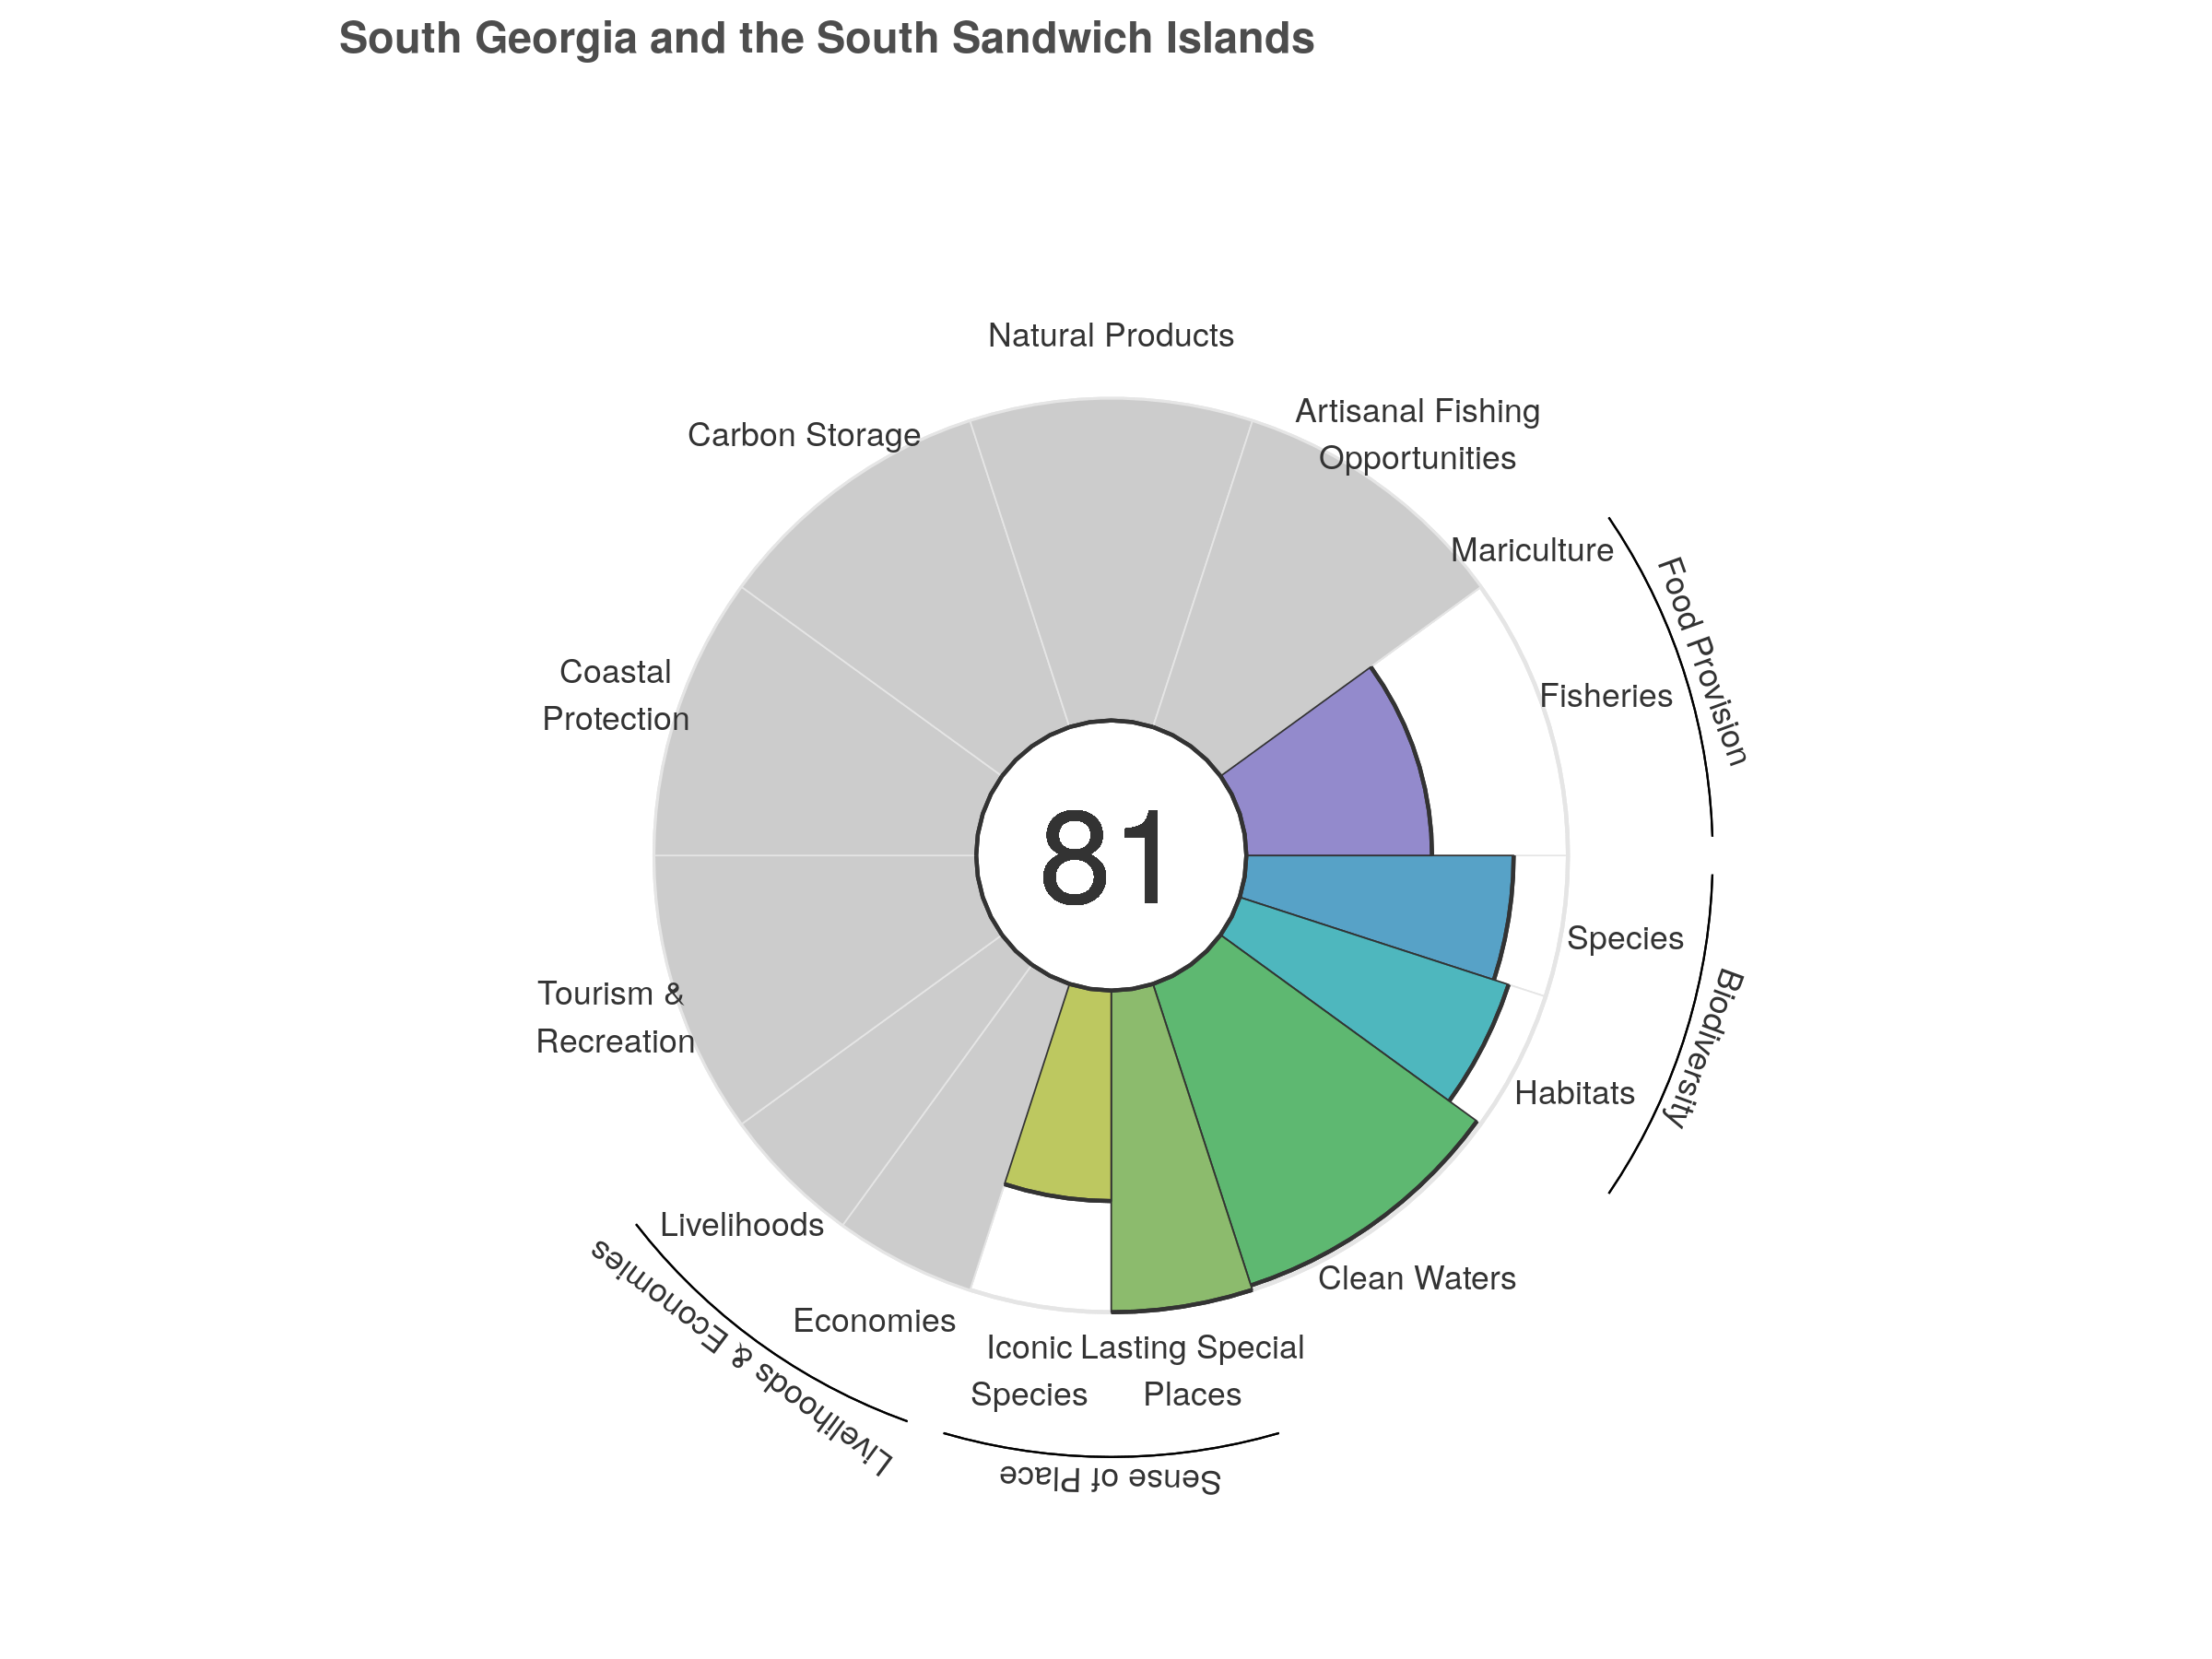 South Georgia and the South Sandwich Islands
Natural Products
Artisanal Fishing
Opportunities
Carbon Storage
Mariculture
Food Provision
Fisheries
Coastal
Protection
81
Species
Biodiversity
Tourism &
Recreation
Habitats
Livelihoods
Clean Waters
Economies
Livelihoods & Economies
Iconic
Species
Lasting Special
Places
Sense of Place